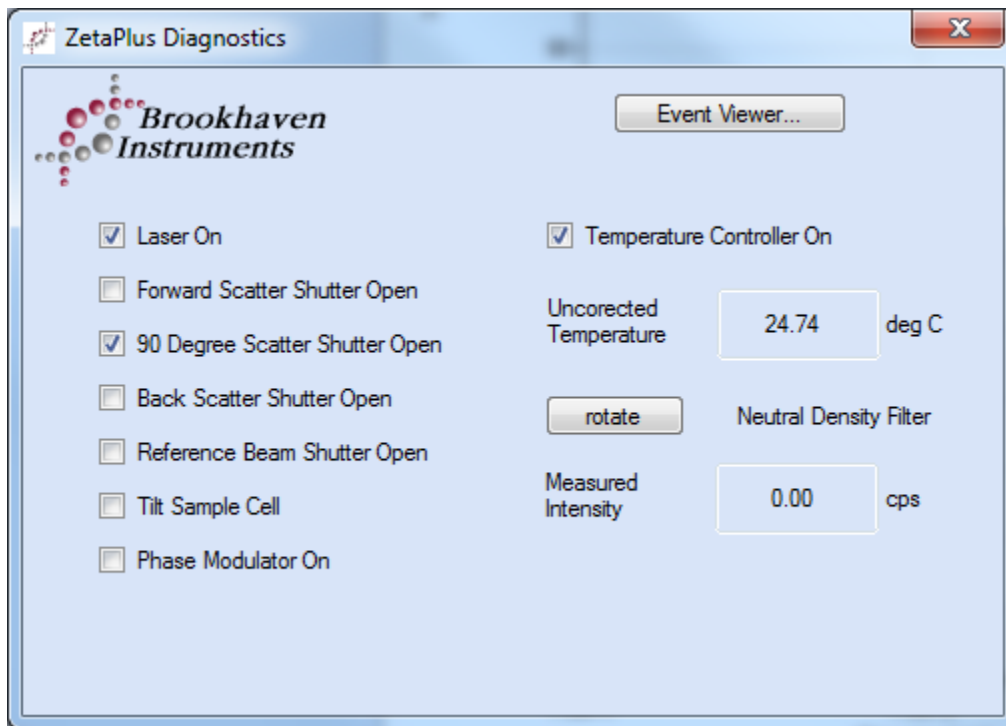 ZetaPlus Diagnostics
Brookhaven
Instruments
Event Viewer...
Laser On
Forward Scatter Shutter Open
90 Degree Scatter Shutter Open
Back Scatter Shutter Open
Reference Beam Shutter Open
Tilt Sample Cell
Phase Modulator On
Temperature Controller On
Uncorected
Temperature
24.74
deg C
rotate
Neutral Density Filter
Measured
Intensity
0.00
cps